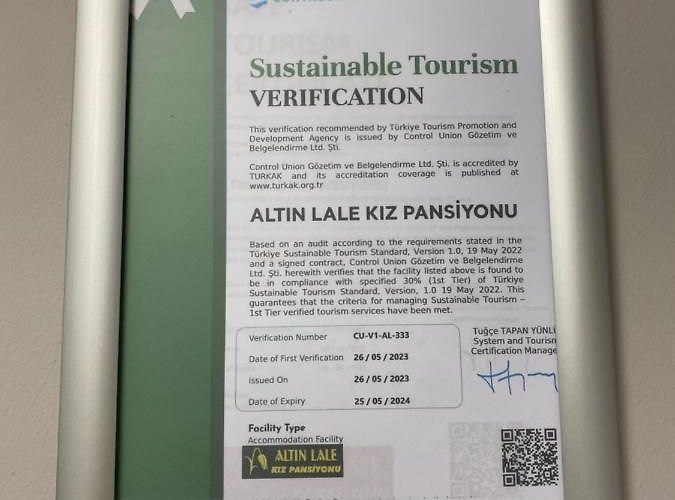 Sustainable Tourism
VERIFICATION
This verification recommended by Türkiye Tourism Promotion and
Development Agency is issued by Control Union Gözetim ve
Belgelendirme Ltd. Şti.
Control Union Gözetim ve Belgelendirme Ltd. Şti. is accredited by
TURKAK and its accreditation coverage is published at
www.turkak.org.tr
ALTIN LALE KIZ PANSİYONU
Based on an audit according to the requirements stated in the
Türkiye Sustainable Tourism Standard, Version 1.0, 19 May 2022
and a signed contract, Control Union Gözetim ve Belgelendirme
Ltd. Şti. herewith verifies that the facility listed above is found to
be in compliance with specified 30% (1st Tier) of Türkiye
Sustainable Tourism Standard, Version, 1.0 19 May 2022. This
guarantees that the criteria for managing Sustainable Tourism –
1st Tier verified tourism services have been met.
Verification Number CU-V1-AL-333
Date of First Verification 26 / 05 / 2023
Issued On 26 / 05 / 2023
Date of Expiry 25 / 05 / 2024
Tuğçe TAPAN YÜNLÜ
System and Tourism
Certification Manage
Facility Type
Accommodation Facility
ALTIN LALE
KIZ PANSİYONU